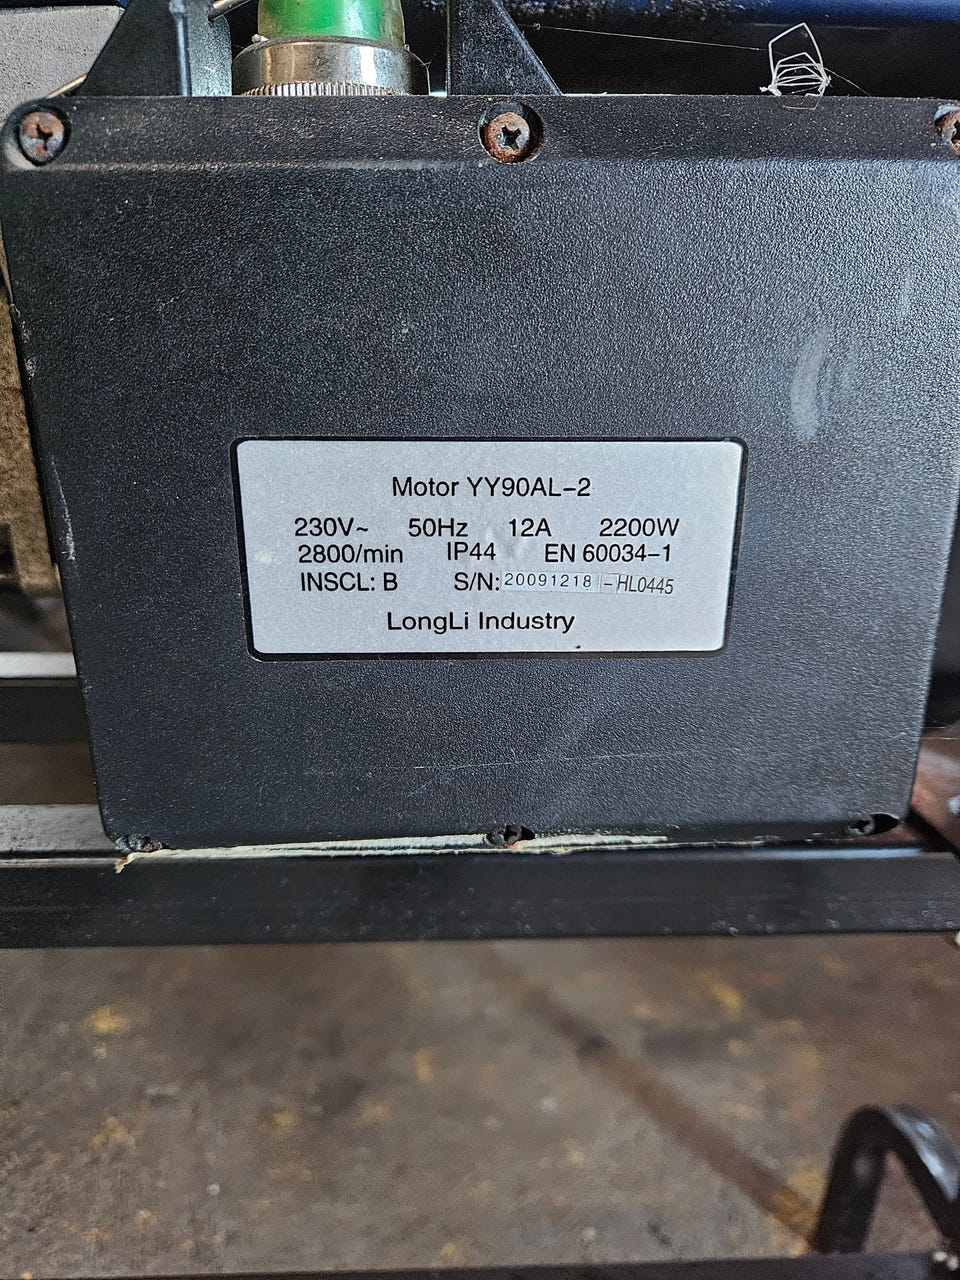 Motor YY90AL-2
230V~ 50Hz 12A 2200W
2800/min IP44 EN 60034-1
INSCL: B S/N: 20091218 -HL0445
LongLi Industry